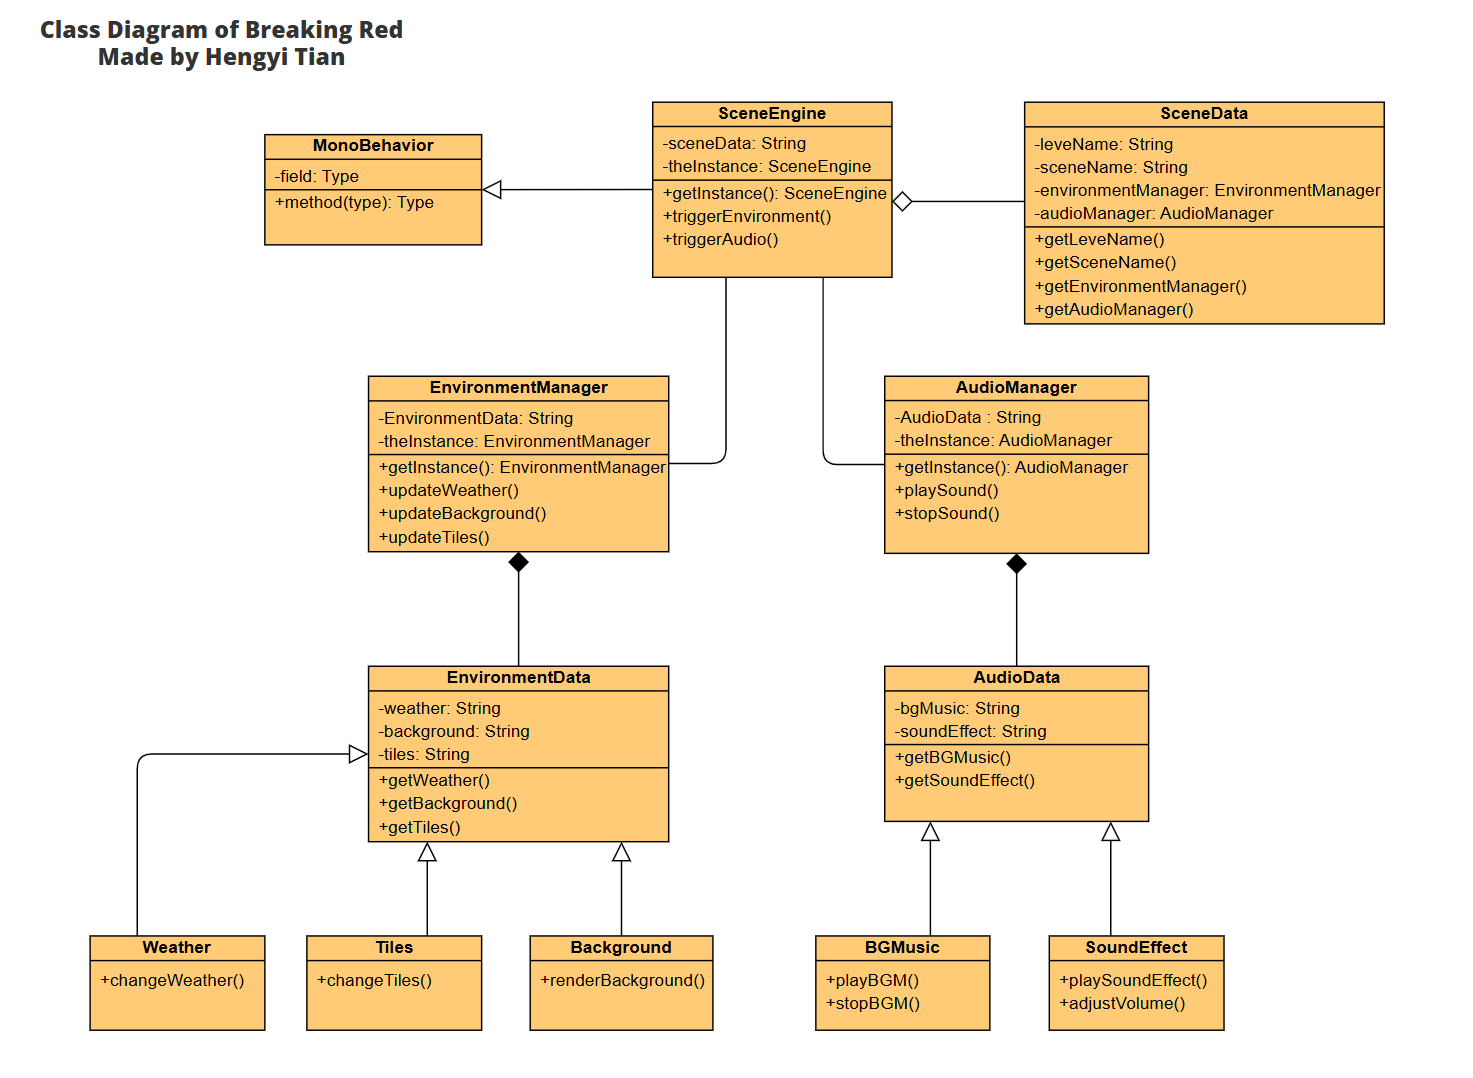 Class Diagram of Breaking Red
Made by Hengyi Tian
MonoBehavior
-field: Type
+method(type): Type
SceneEngine
-sceneData: String
-theInstance: SceneEngine
+getInstance(): SceneEngine
+triggerEnvironment()
+triggerAudio()
SceneData
-leveName: String
-sceneName: String
-environmentManager: EnvironmentManager
-audioManager: AudioManager
+getLeveName()
+getSceneName()
+getEnvironmentManager()
+getAudioManager()
EnvironmentManager
-EnvironmentData: String
-theInstance: EnvironmentManager
+getInstance(): EnvironmentManager
+updateWeather()
+updateBackground()
+updateTiles()
AudioManager
-AudioData : String
-theInstance: AudioManager
+getInstance(): AudioManager
+playSound()
+stopSound()
EnvironmentData
-weather: String
-background: String
-tiles: String
+getWeather()
+getBackground()
+getTiles()
AudioData
-bgMusic: String
-soundEffect: String
+getBGMusic()
+getSoundEffect()
Weather
+changeWeather()
Tiles
+changeTiles()
Background
+renderBackground()
BGMusic
+playBGM()
+stopBGM()
SoundEffect
+playSoundEffect()
+adjustVolume()